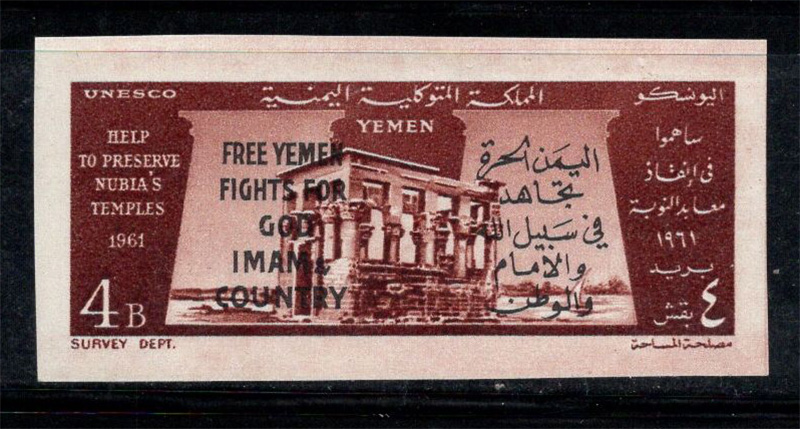 UNESCO
المملكة المتوكلية اليمنية
اليونسكو
YEMEN
HELP
TO PRESERVE
NUBIA'S
TEMPLES
1961
FREE YEMEN
FIGHTS FOR
GOD
IMAM &
COUNTRY
اليمن الحرة
تجاهد
في سبيل الله
والامام
والوطن
ساهموا
في إنقاذ
معابد النوبة
١٩٦١
بريد
٤ بقش
4 B
SURVEY DEPT.
مصلحة المساحة